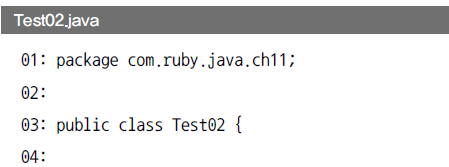 Test02.java
01: package com.ruby.java.ch11;
02:
03: public class Test02 {
04: